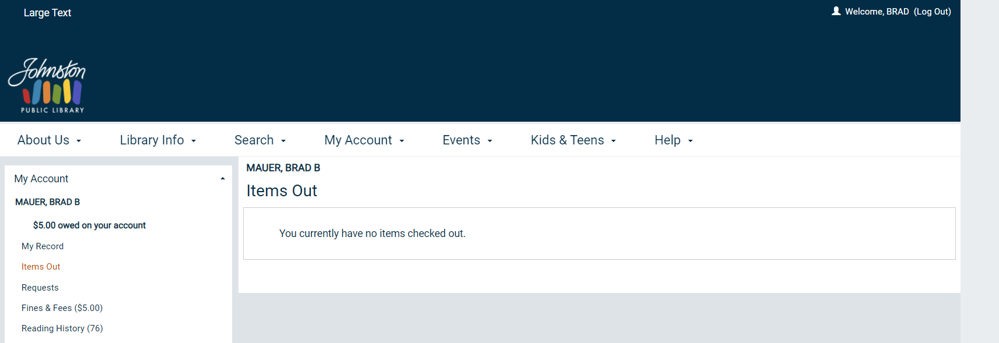 Large Text
Welcome, BRAD (Log Out)
Johnston
PUBLIC LIBRARY
About Us
Library Info
Search
My Account
Events
Kids & Teens
Help
My Account
MAUER, BRAD B
$5.00 owed on your account
My Record
Items Out
Requests
Fines & Fees ($5.00)
Reading History (76)
MAUER, BRAD B
Items Out
You currently have no items checked out.